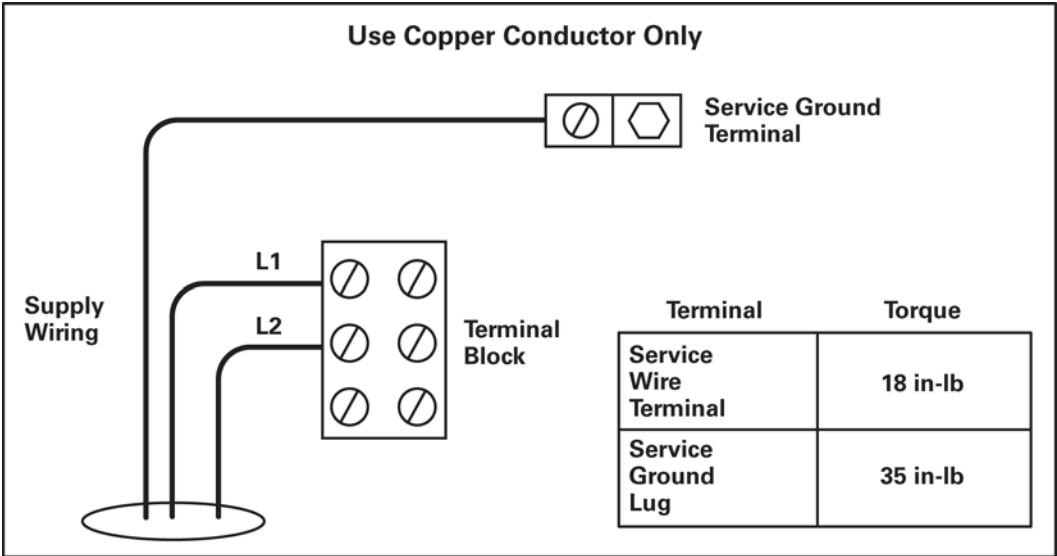 Use Copper Conductor Only
Service Ground
Terminal
L1
Supply
Wiring
L2
Terminal
Block
Terminal
Torque
Service
Wire
Terminal
18 in-lb
Service
Ground
Lug
35 in-lb